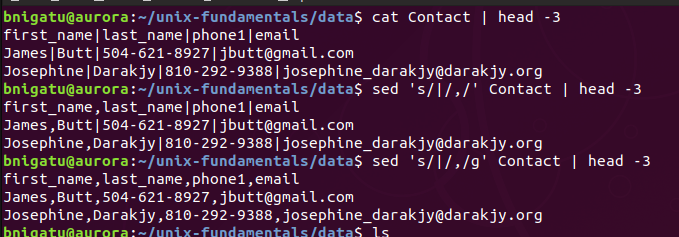 bnigatu@aurora:~/unix-fundamentals/data$ cat Contact | head -3
first_name|last_name|phone1|email
James|Butt|504-621-8927|jbutt@gmail.com
Josephine|Darakjy|810-292-9388|josephine_darakjy@darakjy.org
bnigatu@aurora:~/unix-fundamentals/data$ sed 's/|/,/' Contact | head -3
first_name,last_name|phone1|email
James,Butt|504-621-8927|jbutt@gmail.com
Josephine,Darakjy|810-292-9388|josephine_darakjy@darakjy.org
bnigatu@aurora:~/unix-fundamentals/data$ sed 's/|/,/g' Contact | head -3
first_name,last_name,phone1,email
James,Butt,504-621-8927,jbutt@gmail.com
Josephine,Darakjy,810-292-9388,josephine_darakjy@darakjy.org
bnigatu@aurora:~/unix-fundamentals/data$ ls